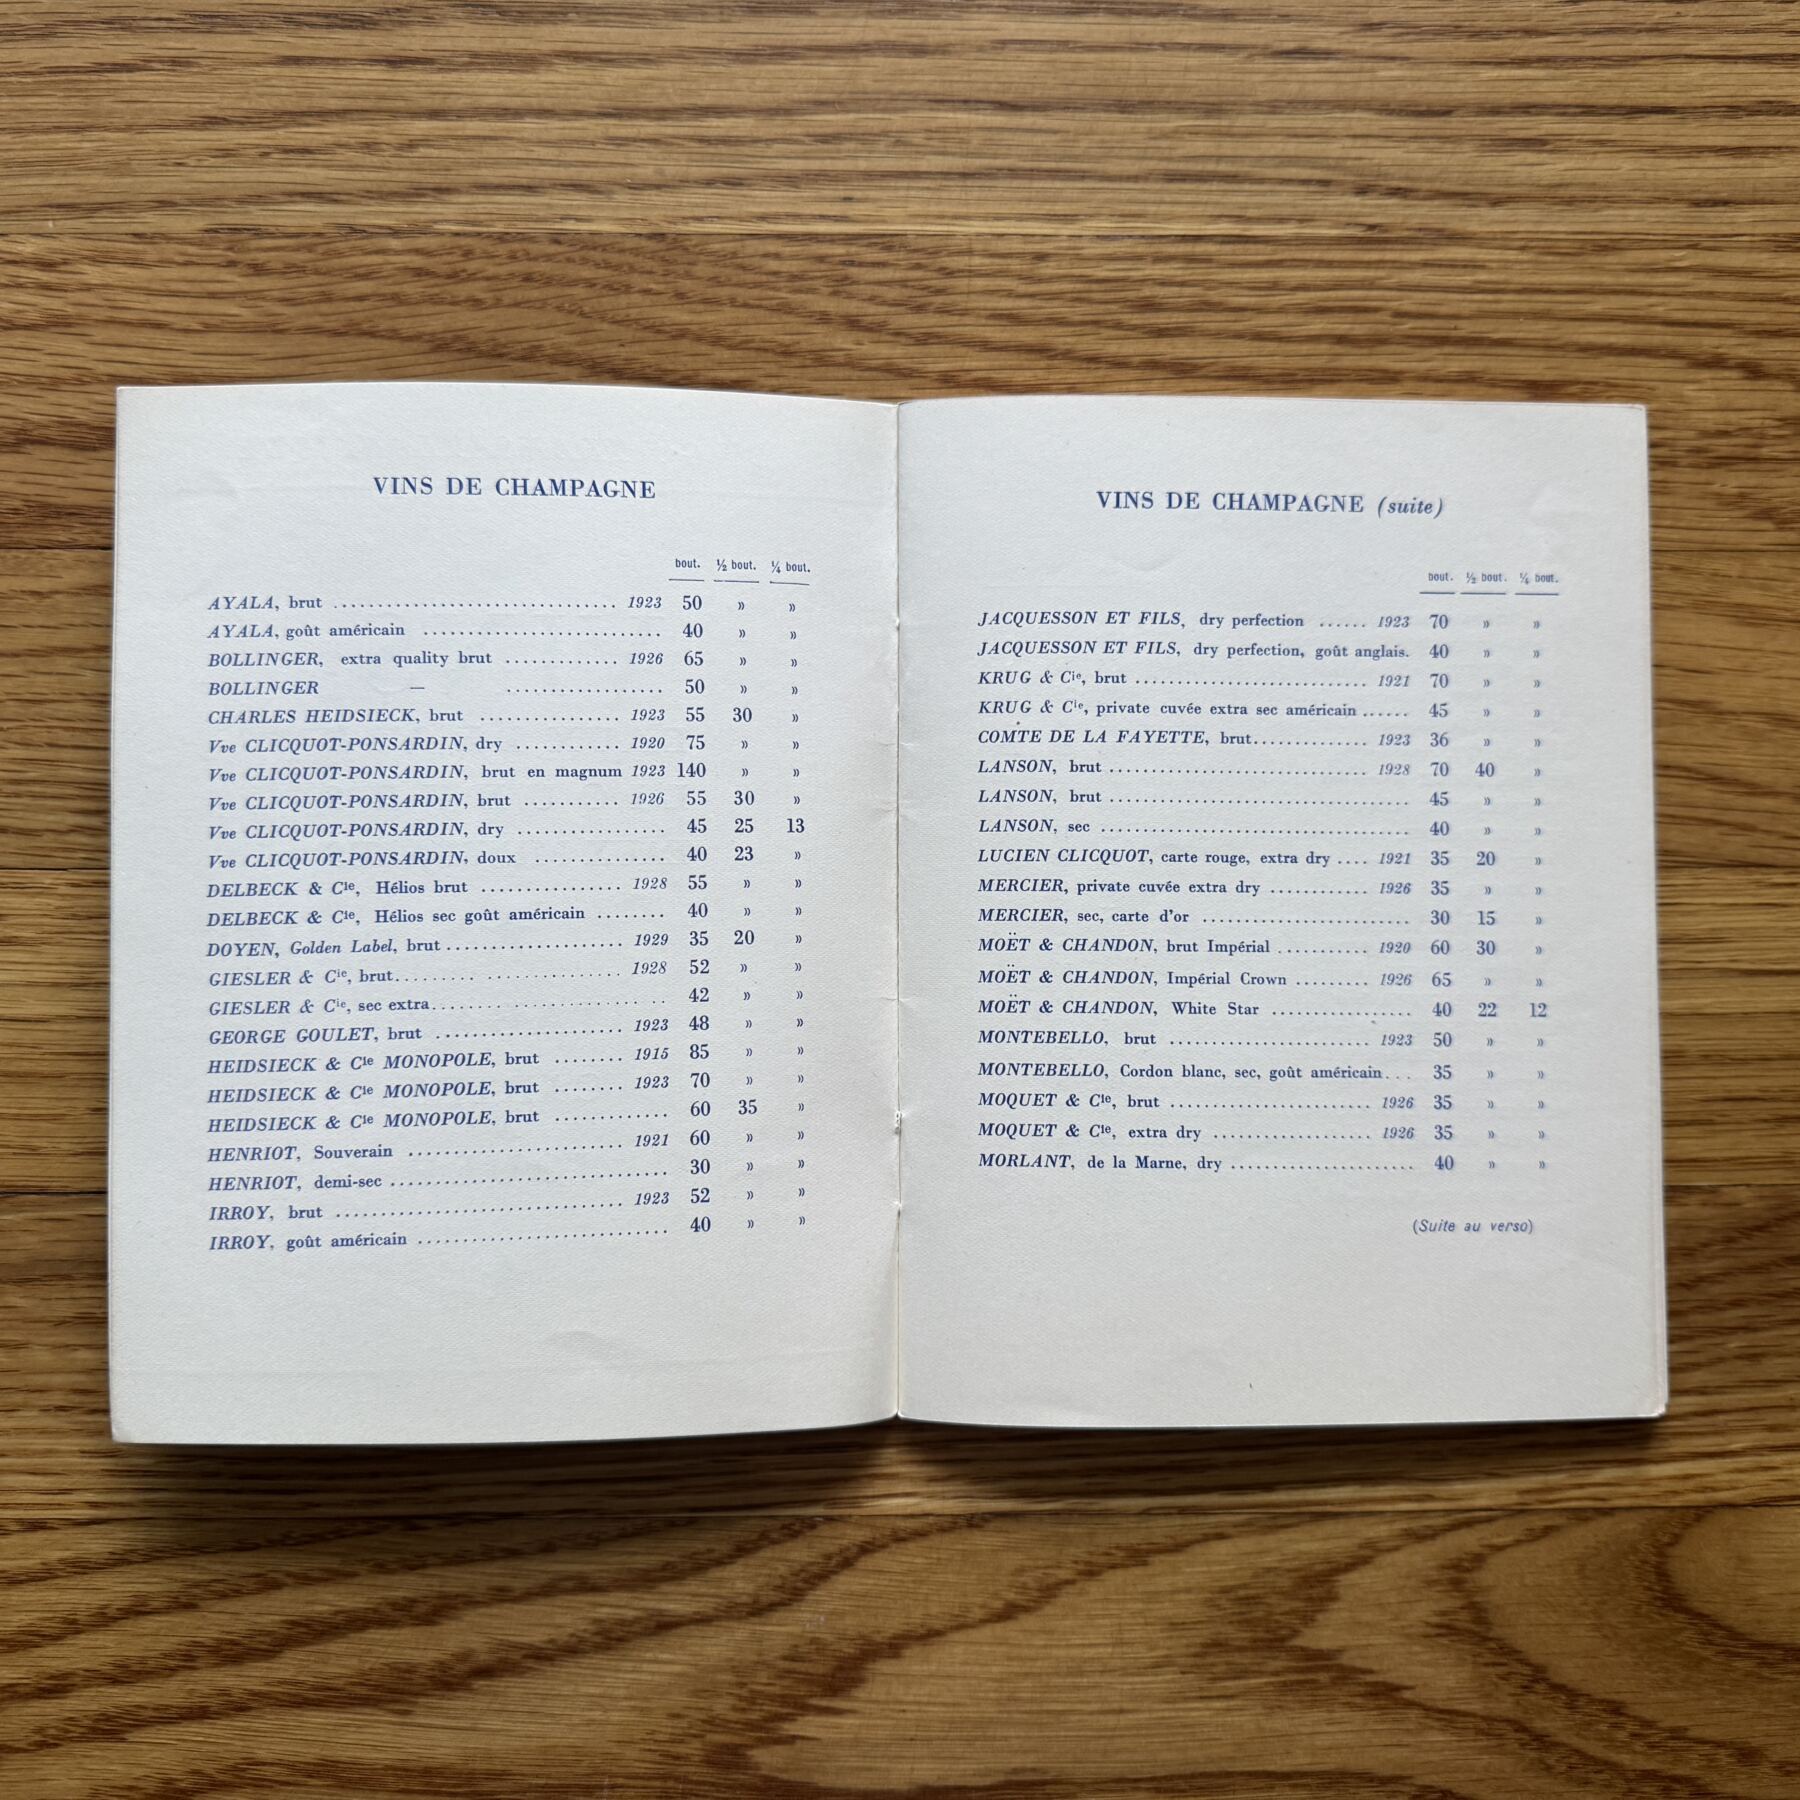 VINS DE CHAMPAGNE
bout. ½ bout. ¼ bout.
AYALA, brut ................................ 1923 50 » »
AYALA, goût américain ........................... 40 » »
BOLLINGER, extra quality brut ............. 1926 65 » »
BOLLINGER — .................. 50 » »
CHARLES HEIDSIECK, brut ................ 1923 55 30 »
Vve CLICQUOT-PONSARDIN, dry ............ 1920 75 » »
Vve CLICQUOT-PONSARDIN, brut en magnum 1923 140 » »
Vve CLICQUOT-PONSARDIN, brut ........... 1926 55 30 »
Vve CLICQUOT-PONSARDIN, dry ................. 45 25 13
Vve CLICQUOT-PONSARDIN, doux ............... 40 23 »
DELBECK & Cie, Hélios brut ................ 1928 55 » »
DELBECK & Cie, Hélios sec goût américain ........ 40 » »
DOYEN, Golden Label, brut .................... 1929 35 20 »
GIESLER & Cie, brut......... ............... 1928 52 » »
GIESLER & Cie, sec extra.......................... 42 » »
GEORGE GOULET, brut ..................... 1923 48 » »
HEIDSIECK & Cie MONOPOLE, brut ........ 1915 85 » »
HEIDSIECK & Cie MONOPOLE, brut ........ 1923 70 » »
HEIDSIECK & Cie MONOPOLE, brut ............. 60 35 »
HENRIOT, Souverain ........................ 1921 60 » »
HENRIOT, demi-sec ............................... 30 » »
IRROY, brut ................................ 1923 52 » »
IRROY, goût américain ............................ 40 » »
VINS DE CHAMPAGNE (suite)
bout. ½ bout. ¼ bout.
JACQUESSON ET FILS, dry perfection ...... 1923 70 » »
JACQUESSON ET FILS, dry perfection, goût anglais. 40 » »
KRUG & Cie, brut ........................... 1921 70 » »
KRUG & Cie, private cuvée extra sec américain ...... 45 » »
COMTE DE LA FAYETTE, brut.............. 1923 36 » »
LANSON, brut .............................. 1928 70 40 »
LANSON, brut ................................... 45 » »
LANSON, sec .................................... 40 » »
LUCIEN CLICQUOT, carte rouge, extra dry .... 1921 35 20 »
MERCIER, private cuvée extra dry ............ 1926 35 » »
MERCIER, sec, carte d'or ........................ 30 15 »
MOËT & CHANDON, brut Impérial ........... 1920 60 30 »
MOËT & CHANDON, Impérial Crown ......... 1926 65 » »
MOËT & CHANDON, White Star ................. 40 22 12
MONTEBELLO, brut ....................... 1923 50 » »
MONTEBELLO, Cordon blanc, sec, goût américain... 35 » »
MOQUET & Cie, brut ....................... 1926 35 » »
MOQUET & Cie, extra dry .................. 1926 35 » »
MORLANT, de la Marne, dry ...................... 40 » »
(Suite au verso)